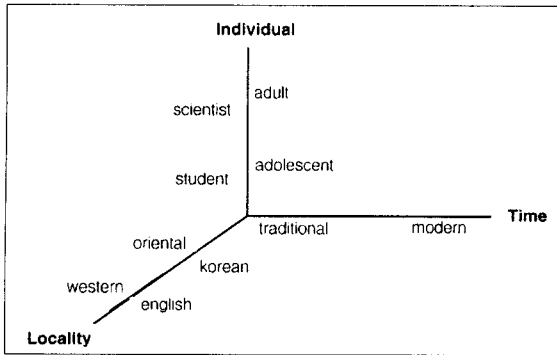 Individual
adult
scientist
adolescent
student
Time
traditional
modern
oriental
korean
western
english
Locality